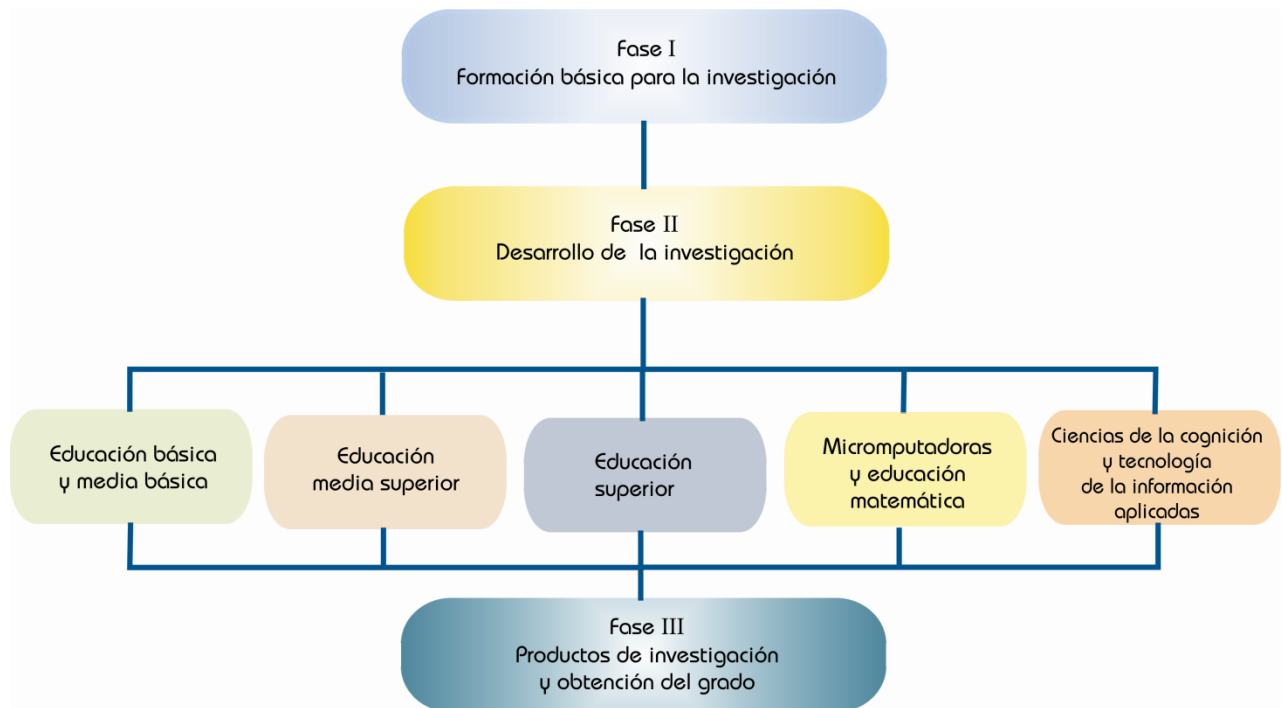 Fase I
Formación básica para la investigación
Fase II
Desarrollo de la investigación
Educación básica
y media básica
Educación
media superior
Educación
superior
Micromputadoras
y educación
matemática
Ciencias de la cognición
y tecnología
de la información
aplicadas
Fase III
Productos de investigación
y obtención del grado